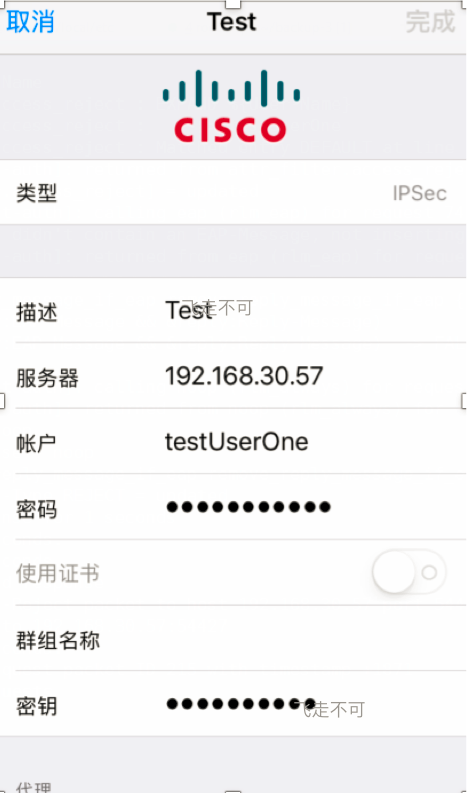 取消 Test 完成
CISCO
类型 IPSec
描述 Test
飞走不可
服务器 192.168.30.57
帐户 testUserOne
密码 ●●●●●●●●●●●
使用证书
群组名称
密钥 ●●●●●●●●●●
飞走不可
代理